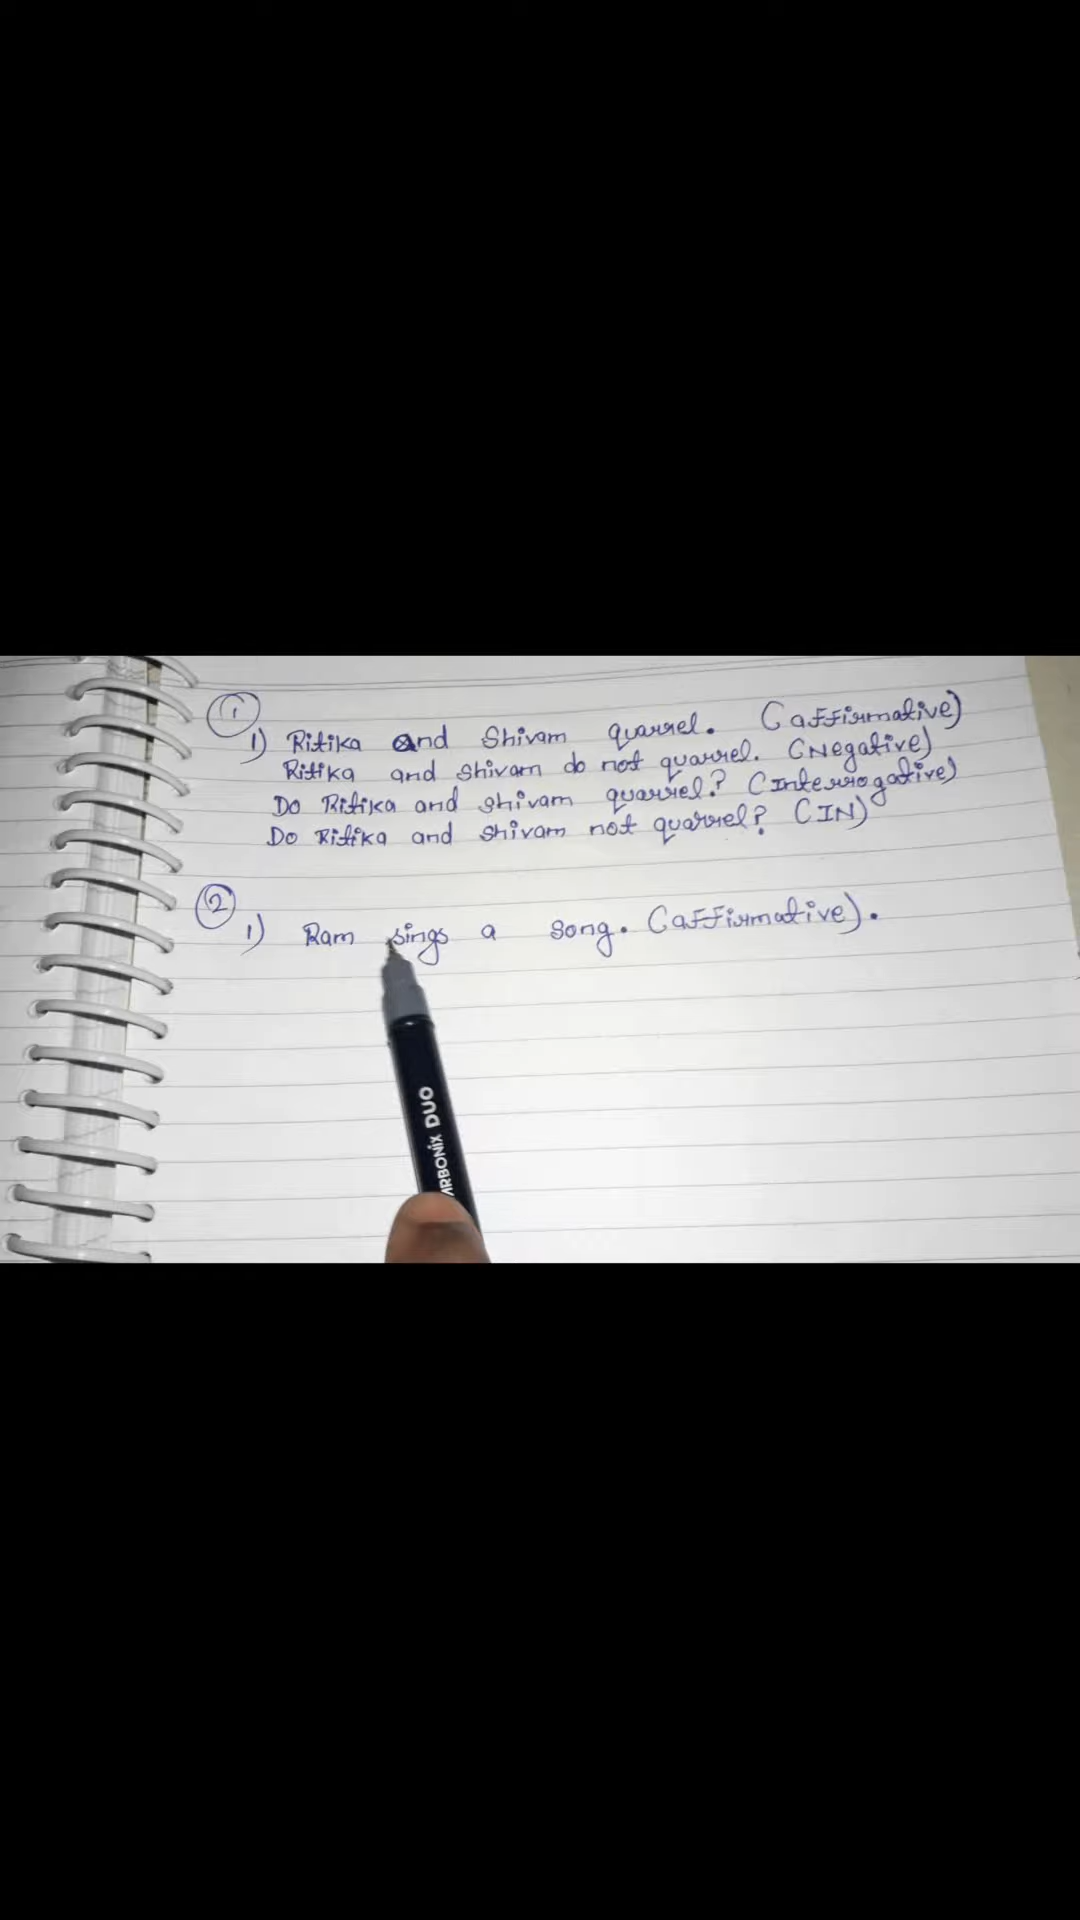 ①
1) Ritika and Shivam quarrel. (affirmative)
Ritika and Shivam do not quarrel. (Negative)
Do Ritika and Shivam quarrel? (Interrogative)
Do Ritika and Shivam not quarrel? (IN)
②
1) Ram sings a song. (affirmative).
ARBONIX DUO